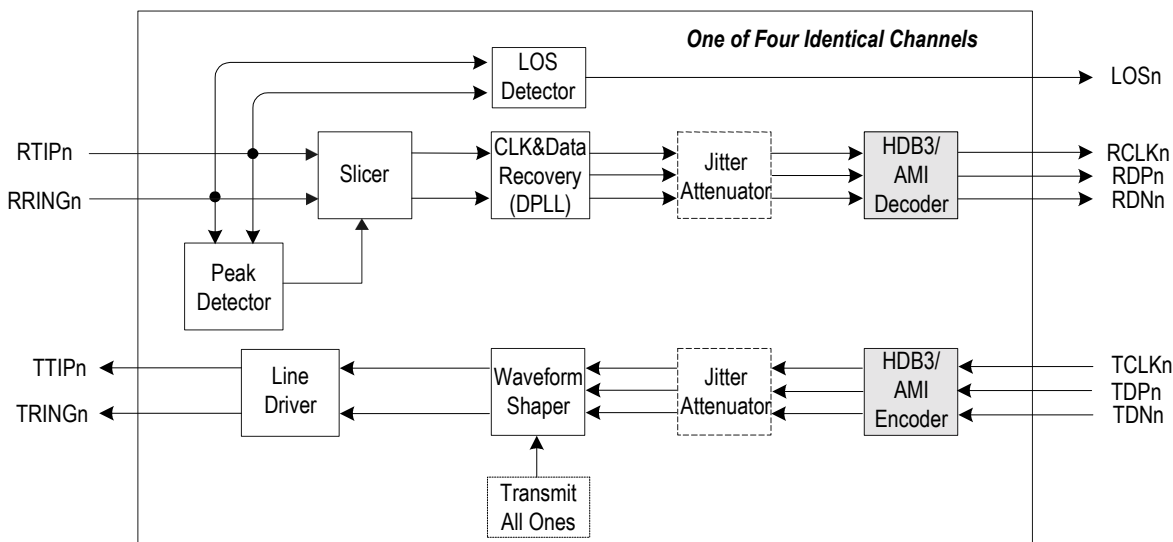 One of Four Identical Channels
LOS
Detector
LOSn
RTIPn
RRINGn
Slicer
CLK&Data
Recovery
(DPLL)
Jitter
Attenuator
HDB3/
AMI
Decoder
RCLKn
RDPn
RDNn
Peak
Detector
TTIPn
TRINGn
Line
Driver
Waveform
Shaper
Jitter
Attenuator
HDB3/
AMI
Encoder
TCLKn
TDPn
TDNn
Transmit
All Ones